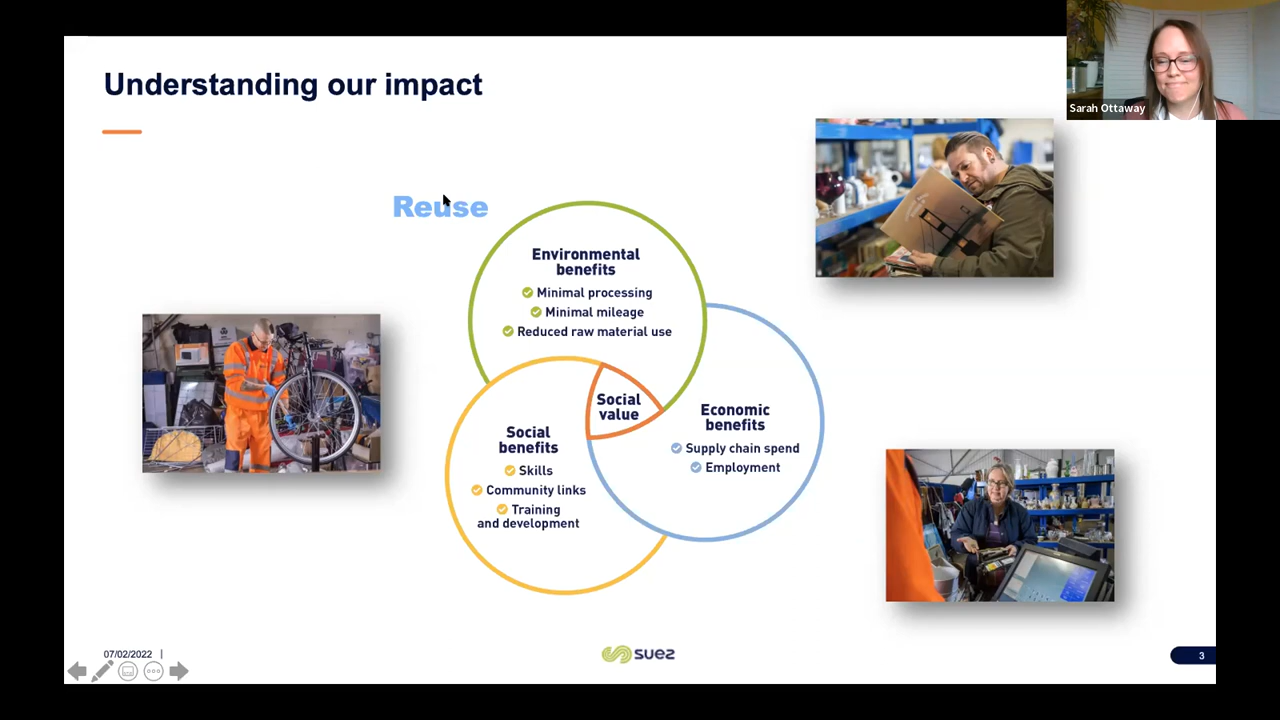 Understanding our impact
Sarah Ottaway
Reuse
Environmental
benefits
Minimal processing
Minimal mileage
Reduced raw material use
Social
value
Economic
benefits
Supply chain spend
Employment
Social
benefits
Skills
Community links
Training
and development
07/02/2022 |
suez
3